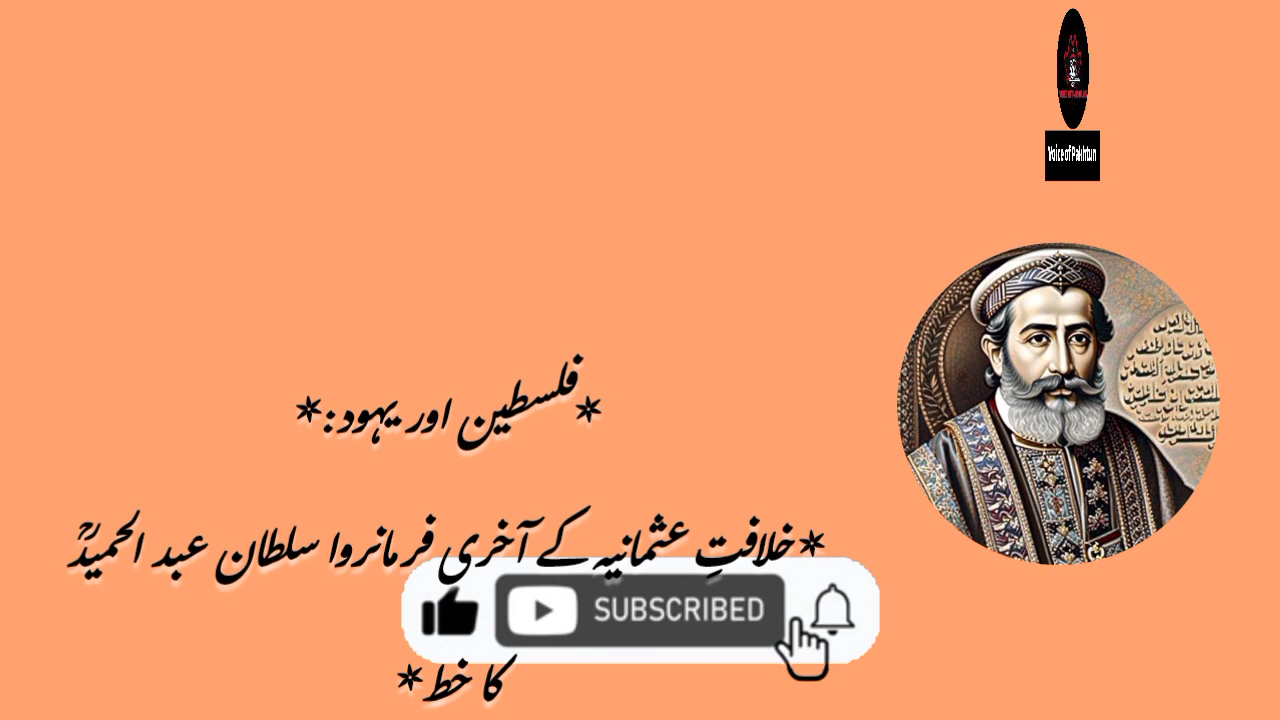 Voice of Pakhtun
*فلسطین اور یہود:*
*خلافتِ عثمانیہ کے آخری فرمانروا سلطان عبد الحمیدؒ
SUBSCRIBED
کا خط*